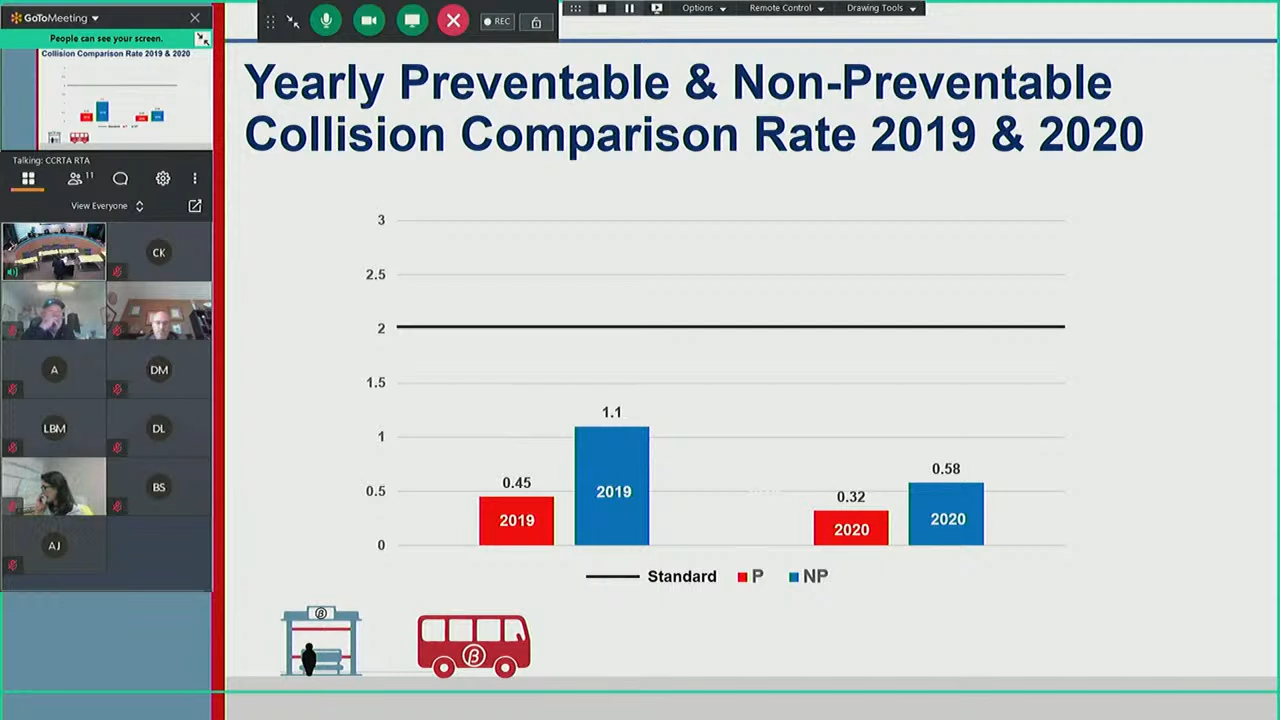 GoToMeeting
People can see your screen.
Collision Comparison Rate 2019 & 2020
Talking: CCRTA RTA
11
View Everyone
CK
A
DM
LBM
DL
BS
AJ
REC
Options
Remote Control
Drawing Tools
Yearly Preventable & Non-Preventable
Collision Comparison Rate 2019 & 2020
3
2.5
2
1.5
1
0.5
0
0.45
2019
1.1
2019
0.32
2020
0.58
2020
Standard
P
NP